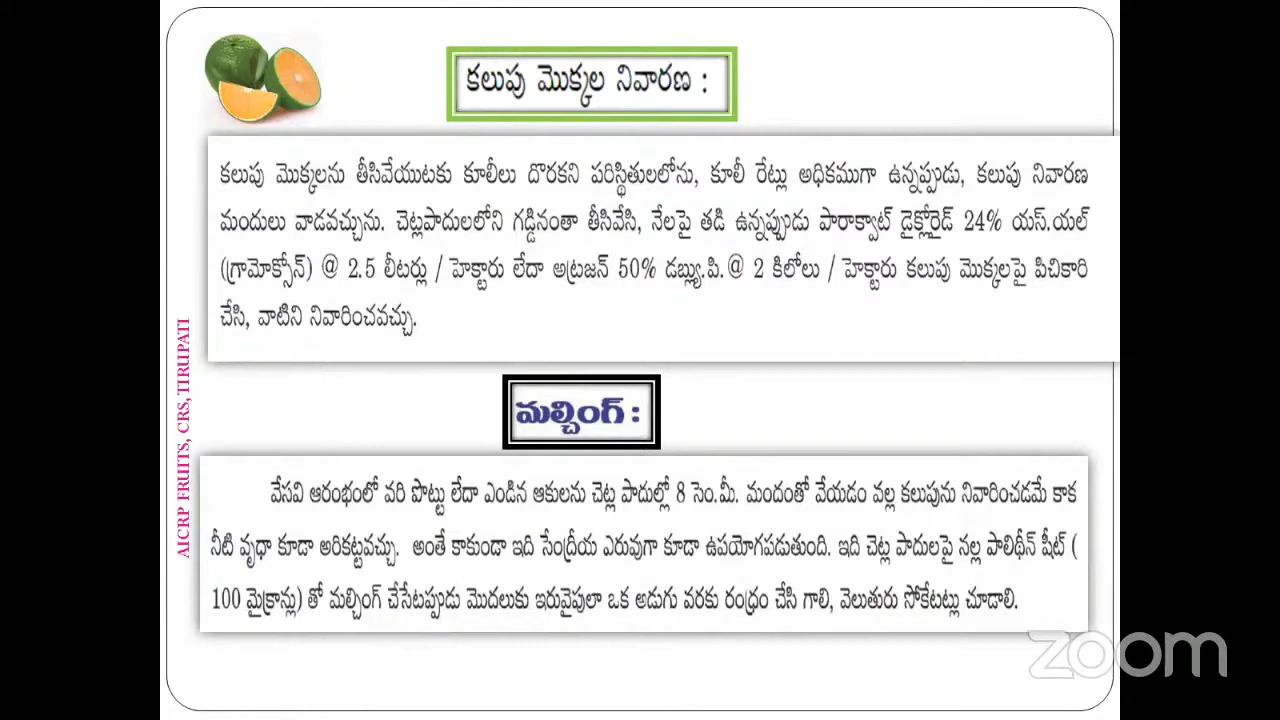 కలుపు మొక్కల నివారణ :
కలుపు మొక్కలను తీసివేయుటకు కూలీలు దొరకని పరిస్థితులలోను, కూలీ రేట్లు అధికముగా ఉన్నప్పుడు, కలుపు నివారణ
మందులు వాడవచ్చును. చెట్లపాదులలోని గడ్డినంతా తీసివేసి, నేలపై తడి ఉన్నప్పుడు పారాక్వాట్ డైక్లోరైడ్ 24% యస్.యల్
(గ్రామోక్సోన్) @ 2.5 లీటర్లు / హెక్టారు లేదా అట్రజన్ 50% డబ్ల్యు.పి.@ 2 కిలోలు / హెక్టారు కలుపు మొక్కలపై పిచికారి
చేసి, వాటిని నివారించవచ్చు.
మల్చింగ్ :
వేసవి ఆరంభంలో వరి పొట్టు లేదా ఎండిన ఆకులను చెట్ల పాదుల్లో 8 సెం.మీ. మందంతో వేయడం వల్ల కలుపును నివారించడమే కాక
నీటి వృధా కూడా అరికట్టవచ్చు. అంతే కాకుండా ఇది సేంద్రీయ ఎరువుగా కూడా ఉపయోగపడుతుంది. ఇది చెట్ల పాదులపై నల్ల పాలిథీన్ షీట్ (
100 మైక్రాన్లు) తో మల్చింగ్ చేసేటప్పుడు మొదలుకు ఇరువైపులా ఒక అడుగు వరకు రంధ్రం చేసి గాలి, వెలుతురు సోకేటట్లు చూడాలి.
AICRP FRUITS, CRS, TIRUPATI
zoom